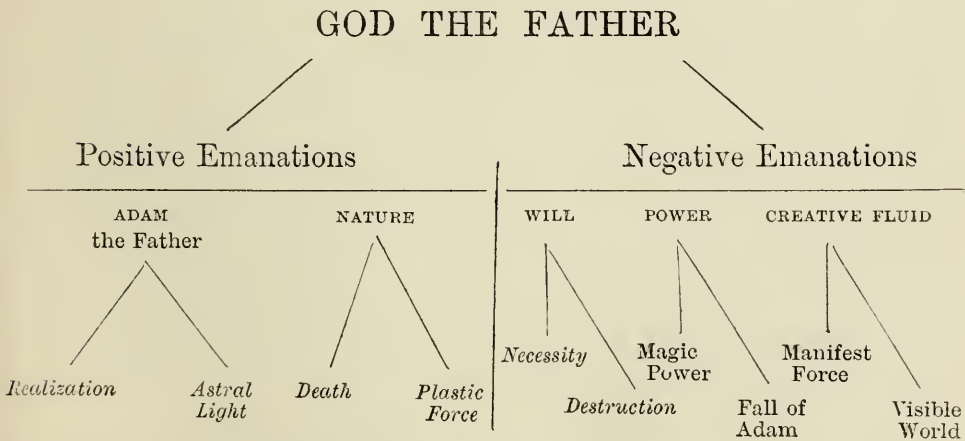 GOD THE FATHER
Positive Emanations
Negative Emanations
ADAM
the Father
NATURE
WILL
POWER
CREATIVE FLUID
Realization
Astral
Light
Death
Plastic
Force
Necessity
Destruction
Magic
Power
Fall of
Adam
Manifest
Force
Visible
World